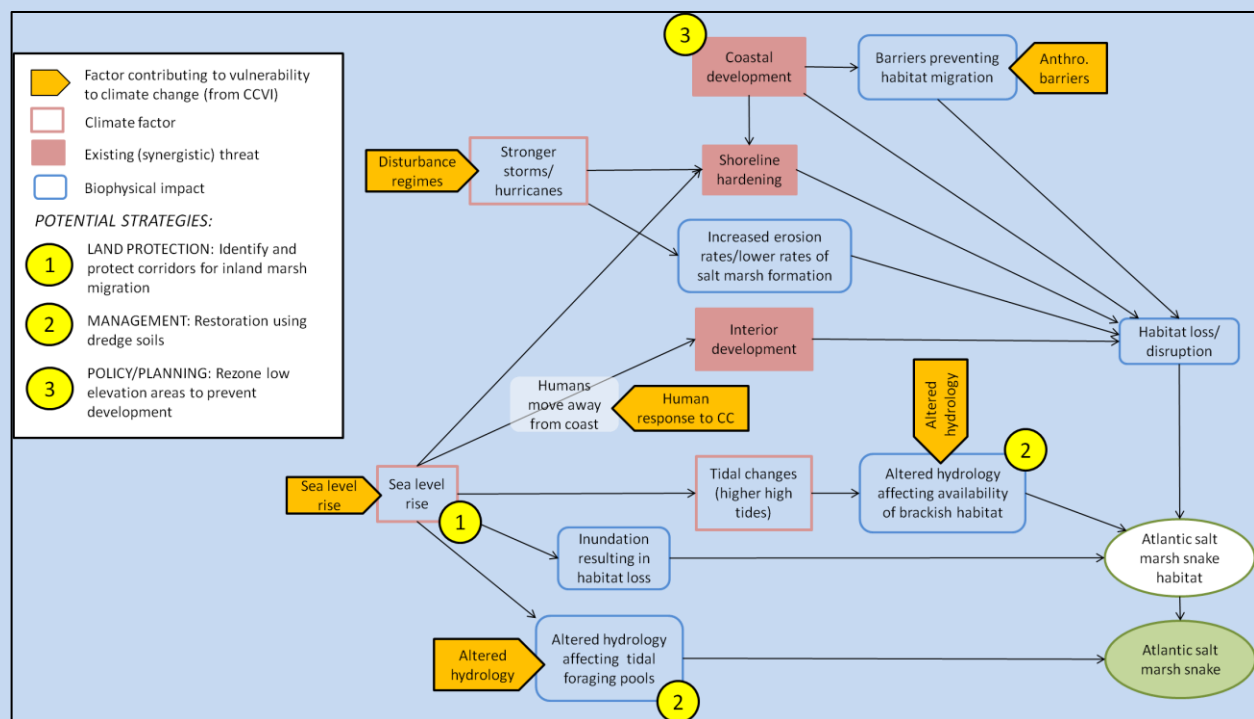 Factor contributing to vulnerability
to climate change (from CCVI)
Climate factor
Existing (synergistic) threat
Biophysical impact
POTENTIAL STRATEGIES:
1
LAND PROTECTION: Identify and
protect corridors for inland marsh
migration
2
MANAGEMENT: Restoration using
dredge soils
3
POLICY/PLANNING: Rezone low
elevation areas to prevent
development
3
Coastal
development
Barriers preventing
habitat migration
Anthro.
barriers
Disturbance
regimes
Stronger
storms/
hurricanes
Shoreline
hardening
Increased erosion
rates/lower rates of
salt marsh formation
Interior
development
Habitat loss/
disruption
Humans
move away
from coast
Human
response to CC
Altered
hydrology
2
Sea level
rise
Sea level
rise
1
Tidal changes
(higher high
tides)
Altered hydrology
affecting availability
of brackish habitat
Inundation
resulting in
habitat loss
Atlantic salt
marsh snake
habitat
Altered
hydrology
Altered hydrology
affecting tidal
foraging pools
2
Atlantic salt
marsh snake